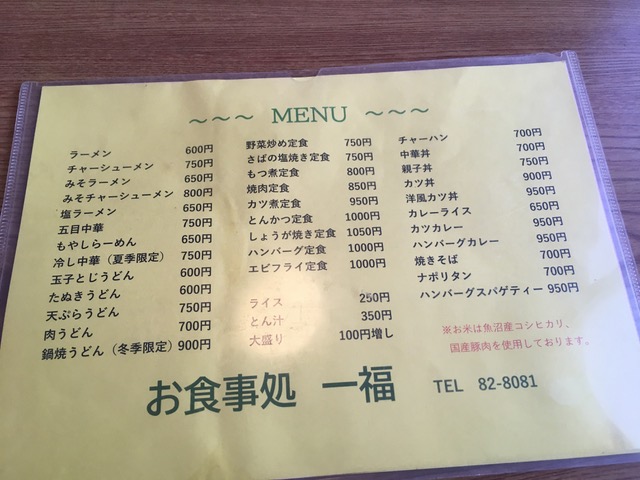 ～～～ MENU ～～～
ラーメン 600円
チャーシューメン 750円
みそラーメン 650円
みそチャーシューメン 800円
塩ラーメン 650円
五目中華 750円
もやしらーめん 650円
冷し中華（夏季限定） 750円
玉子とじうどん 600円
たぬきうどん 600円
天ぷらうどん 750円
肉うどん 700円
鍋焼うどん（冬季限定） 900円
野菜炒め定食 750円
さばの塩焼き定食 750円
もつ煮定食 800円
焼肉定食 850円
カツ煮定食 950円
とんかつ定食 1000円
しょうが焼き定食 1050円
ハンバーグ定食 1000円
エビフライ定食 1000円
ライス 250円
とん汁 350円
大盛り 100円増し
チャーハン 700円
中華丼 700円
親子丼 750円
カツ丼 900円
洋風カツ丼 950円
カレーライス 650円
カツカレー 950円
ハンバーグカレー 950円
焼きそば 700円
ナポリタン 700円
ハンバーグスパゲティー 950円
※お米は魚沼産コシヒカリ、
国産豚肉を使用しております。
お食事処 一福 TEL 82-8081